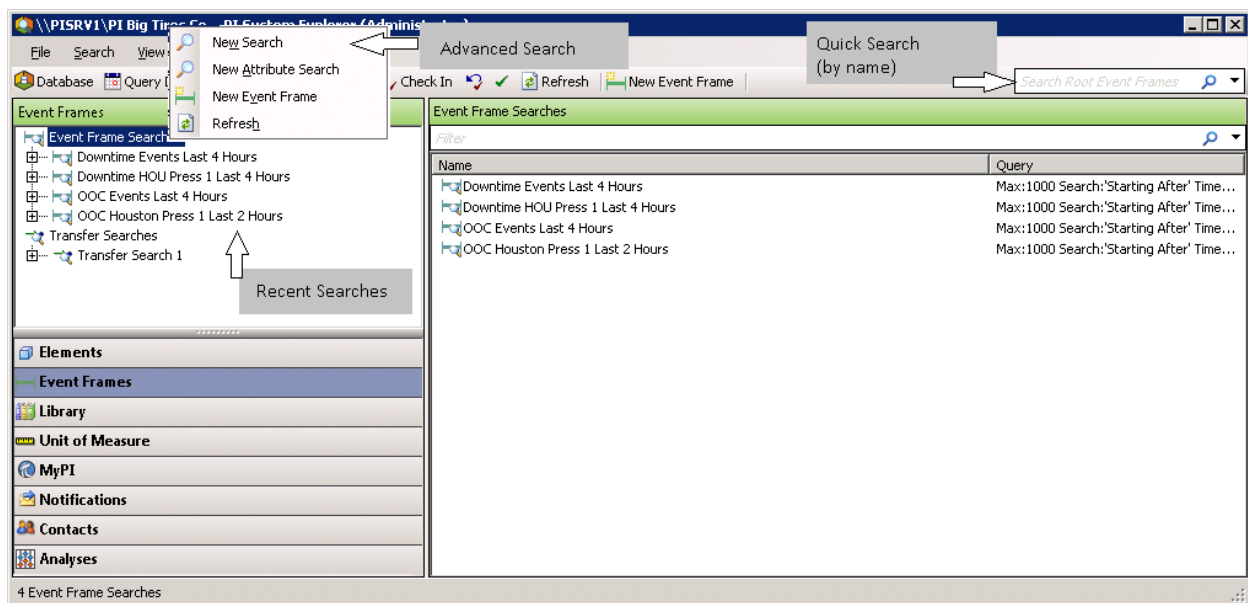 \\PISRV1\PI Big Tires Co. - PI System Explorer (Administrator)
File Search View
New Search
New Attribute Search
New Event Frame
Refresh
Advanced Search
Quick Search
(by name)
Database Query Check In Refresh New Event Frame
Search Root Event Frames
Event Frames
Event Frame Search
Downtime Events Last 4 Hours
Downtime HOU Press 1 Last 4 Hours
OOC Events Last 4 Hours
OOC Houston Press 1 Last 2 Hours
Transfer Searches
Transfer Search 1
Recent Searches
Elements
Event Frames
Library
Unit of Measure
MyPI
Notifications
Contacts
Analyses
Event Frame Searches
Filter
Name Query
Downtime Events Last 4 Hours Max:1000 Search:'Starting After' Time...
Downtime HOU Press 1 Last 4 Hours Max:1000 Search:'Starting After' Time...
OOC Events Last 4 Hours Max:1000 Search:'Starting After' Time...
OOC Houston Press 1 Last 2 Hours Max:1000 Search:'Starting After' Time...
4 Event Frame Searches